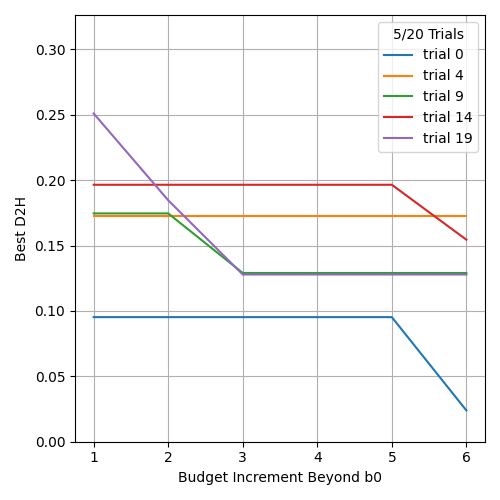 5/20 Trials
trial 0
trial 4
trial 9
trial 14
trial 19
Best D2H
0.30
0.25
0.20
0.15
0.10
0.05
0.00
1 2 3 4 5 6
Budget Increment Beyond b0